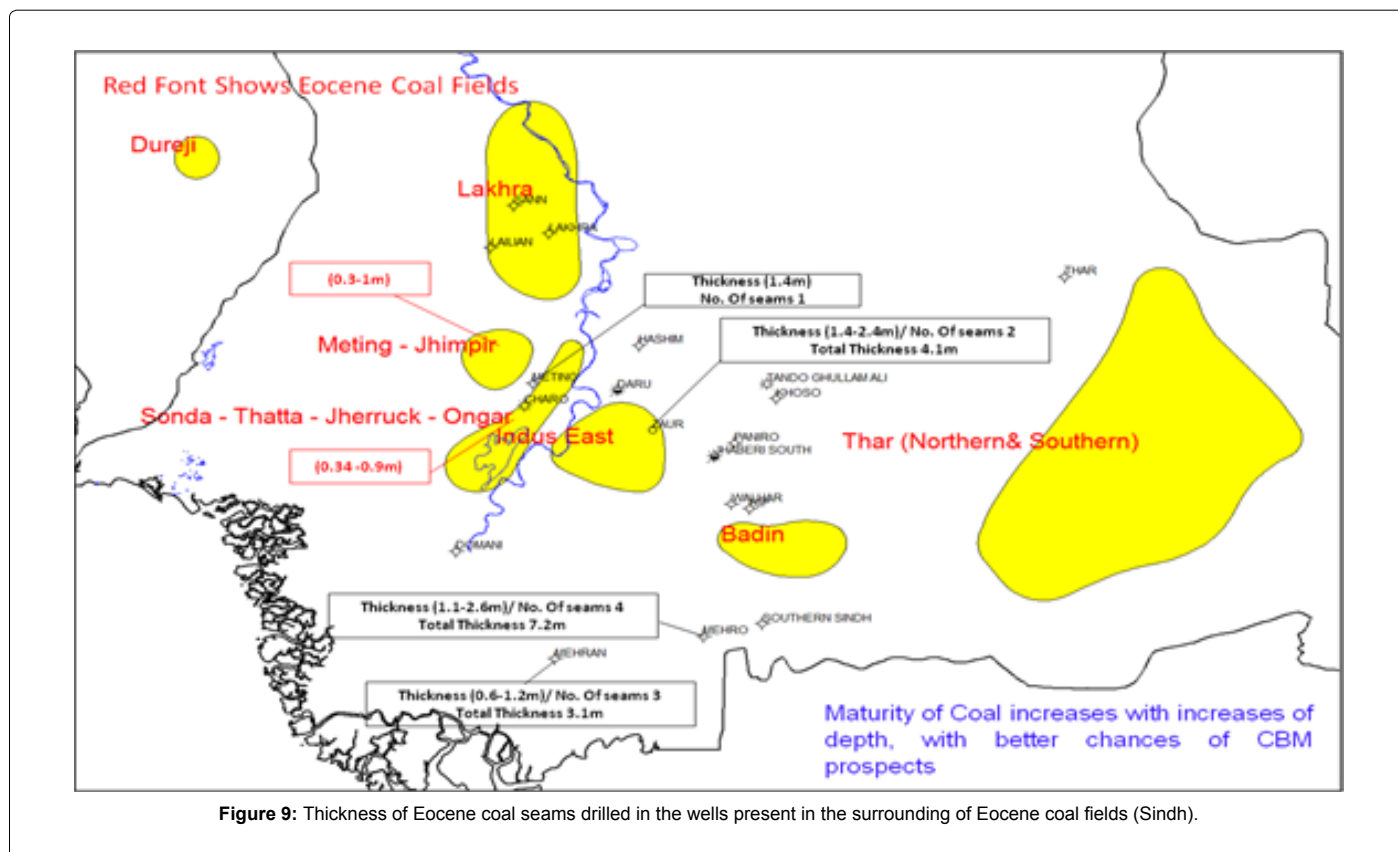 Red Font Shows Eocene Coal Fields
Dureji
Lakhra
LAKHRA
LAILIAN
(0.3-1m)
Thickness (1.4m)
No. Of seams 1
THAR
Meting - Jhimpir
HASHIM
Thickness (1.4-2.4m)/ No. Of seams 2
Total Thickness 4.1m
METING
DARU
TANDO GHULLAM ALI
KHOSO
CHARO
Sonda - Thatta - Jherruck - Ongar
Indus East
PANIRO
JHABERI SOUTH
Thar (Northern& Southern)
(0.34 -0.9m)
Badin
DOMANI
Thickness (1.1-2.6m)/ No. Of seams 4
Total Thickness 7.2m
SOUTHERN SINDH
MEHRO
MEHRAN
Thickness (0.6-1.2m)/ No. Of seams 3
Total Thickness 3.1m
Maturity of Coal increases with increases of
depth, with better chances of CBM
prospects
Figure 9: Thickness of Eocene coal seams drilled in the wells present in the surrounding of Eocene coal fields (Sindh).